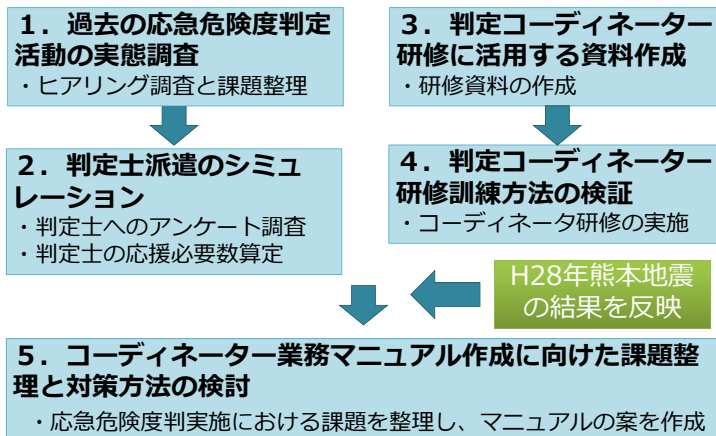 １．過去の応急危険度判定
活動の実態調査
・ヒアリング調査と課題整理
２．判定士派遣のシミュ
レーション
・判定士へのアンケート調査
・判定士の応援必要数算定
３．判定コーディネーター
研修に活用する資料作成
・研修資料の作成
４．判定コーディネーター
研修訓練方法の検証
・コーディネータ研修の実施
H28年熊本地震
の結果を反映
５．コーディネーター業務マニュアル作成に向けた課題整
理と対策方法の検討
・応急危険度判実施における課題を整理し、マニュアルの案を作成